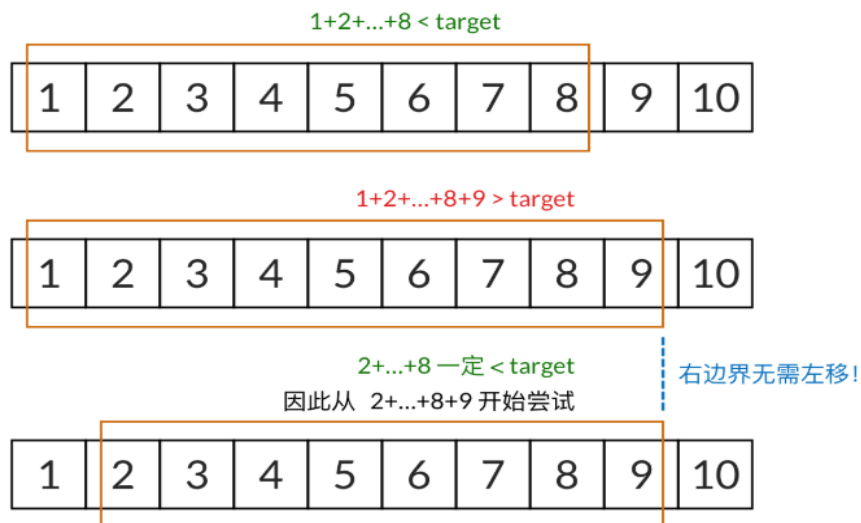 1+2+...+8 < target
1 2 3 4 5 6 7 8 9 10
1+2+...+8+9 > target
1 2 3 4 5 6 7 8 9 10
2+...+8 一定 < target
右边界无需左移！
因此从 2+...+8+9 开始尝试
1 2 3 4 5 6 7 8 9 10